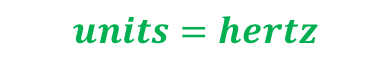 units = hertz